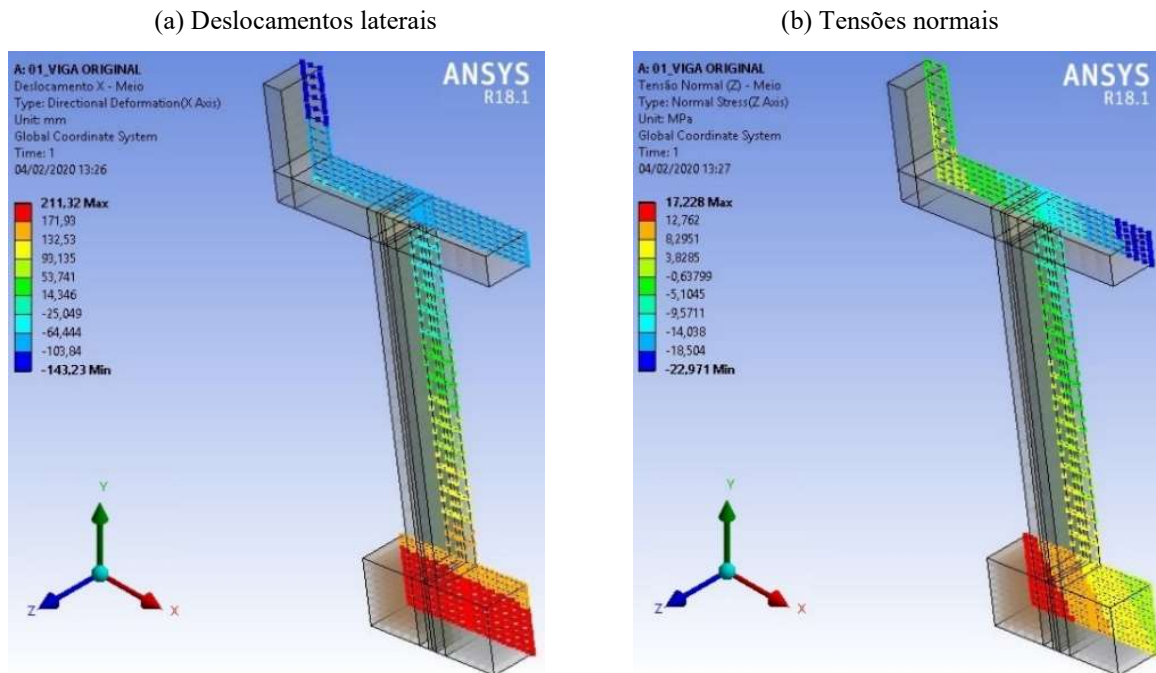 (a) Deslocamentos laterais
A: 01_VIGA ORIGINAL
Deslocamento X - Meio
Type: Directional Deformation(X Axis)
Unit: mm
Global Coordinate System
Time: 1
04/02/2020 13:26
ANSYS
R18.1
211,32 Max
171,93
132,53
93,135
53,741
14,346
-25,049
-64,444
-103,84
-143,23 Min
Y
Z
X
(b) Tensões normais
A: 01_VIGA ORIGINAL
Tensão Normal (Z) - Meio
Type: Normal Stress(Z Axis)
Unit: MPa
Global Coordinate System
Time: 1
04/02/2020 13:27
ANSYS
R18.1
17,228 Max
12,762
8,2951
3,8285
-0,63799
-5,1045
-9,5711
-14,038
-18,504
-22,971 Min
Y
Z
X